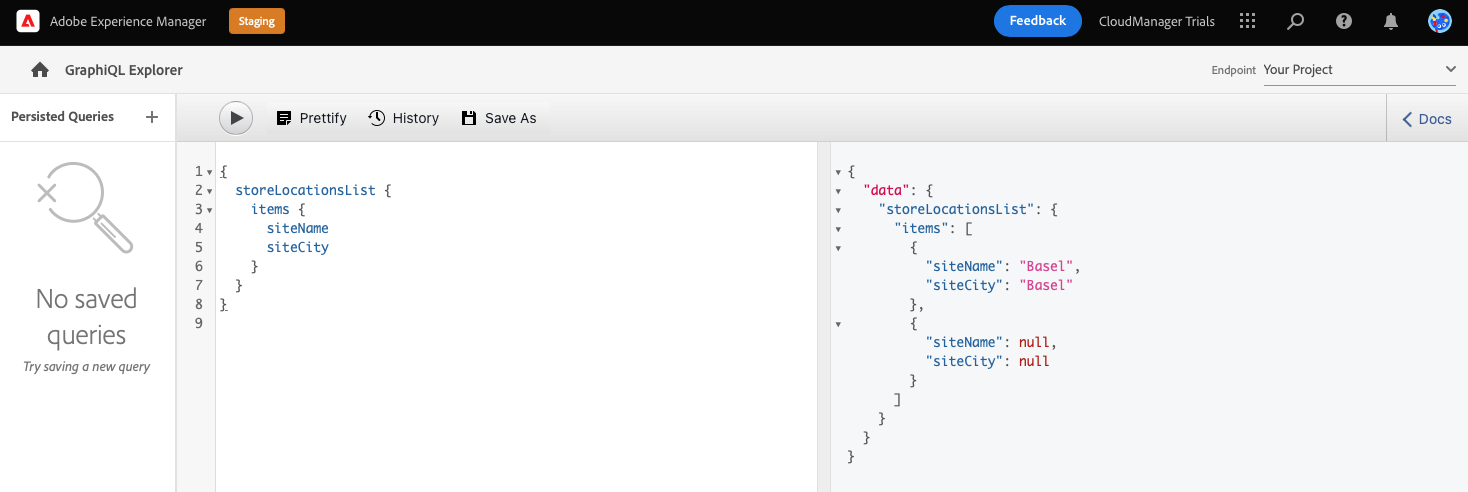 Adobe Experience Manager Staging Feedback CloudManager Trials
GraphiQL Explorer Endpoint Your Project
Persisted Queries + Prettify History Save As Docs
No saved
queries
Try saving a new query
1 {
2 storeLocationsList {
3 items {
4 siteName
5 siteCity
6 }
7 }
8 }
9
{
"data": {
"storeLocationsList": {
"items": [
{
"siteName": "Basel",
"siteCity": "Basel"
},
{
"siteName": null,
"siteCity": null
}
]
}
}
}